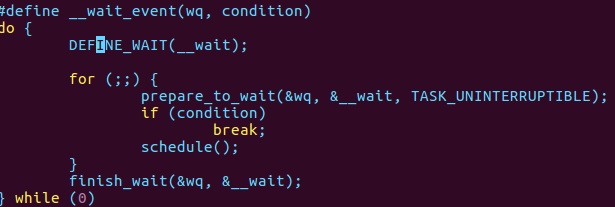 #define __wait_event(wq, condition)
do {
        DEFINE_WAIT(__wait);

        for (;;) {
                prepare_to_wait(&wq, &__wait, TASK_UNINTERRUPTIBLE);
                if (condition)
                        break;
                schedule();
        }
        finish_wait(&wq, &__wait);
} while (0)